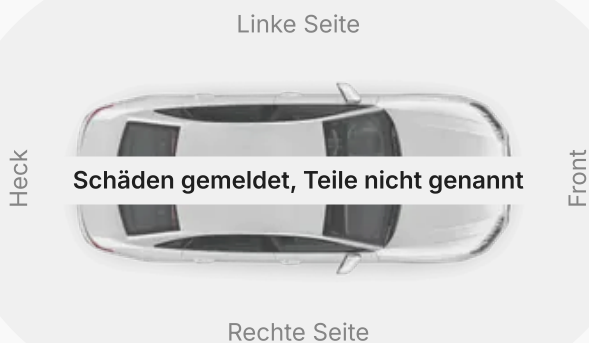 Linke Seite
Heck
Schäden gemeldet, Teile nicht genannt
Front
Rechte Seite